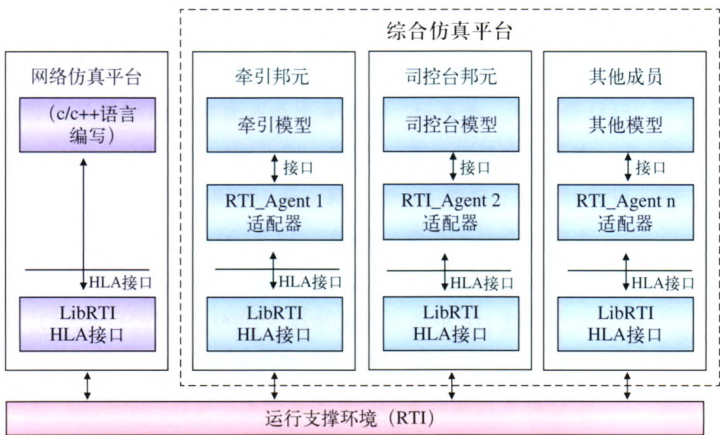 综合仿真平台
网络仿真平台
(c/c++语言
编写)
HLA接口
LibRTI
HLA接口
牵引邦元
牵引模型
接口
RTI_Agent 1
适配器
HLA接口
LibRTI
HLA接口
司控台邦元
司控台模型
接口
RTI_Agent 2
适配器
HLA接口
LibRTI
HLA接口
其他成员
其他模型
接口
RTI_Agent n
适配器
HLA接口
LibRTI
HLA接口
运行支撑环境（RTI）